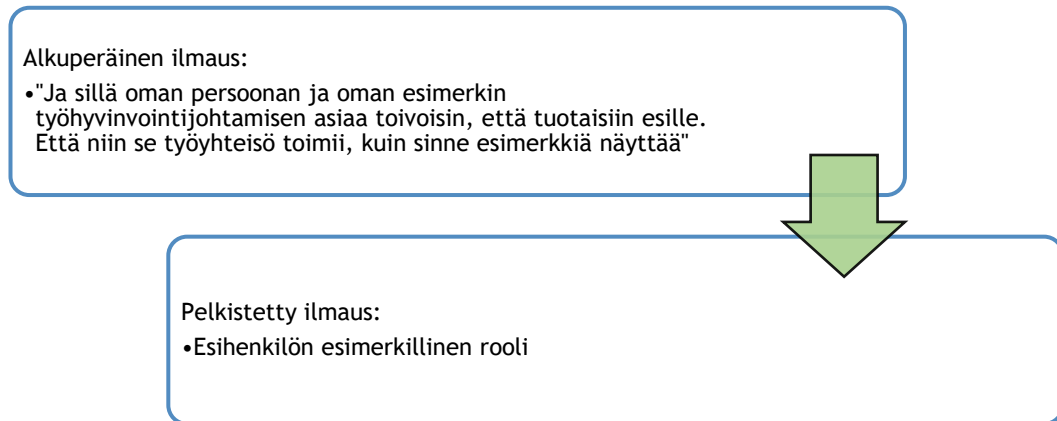 Alkuperäinen ilmaus:
•"Ja sillä oman persoonan ja oman esimerkin
työhyvinvointijohtamisen asiaa toivoisin, että tuotaisiin esille.
Että niin se työyhteisö toimii, kuin sinne esimerkkiä näyttää"
Pelkistetty ilmaus:
•Esihenkilön esimerkillinen rooli